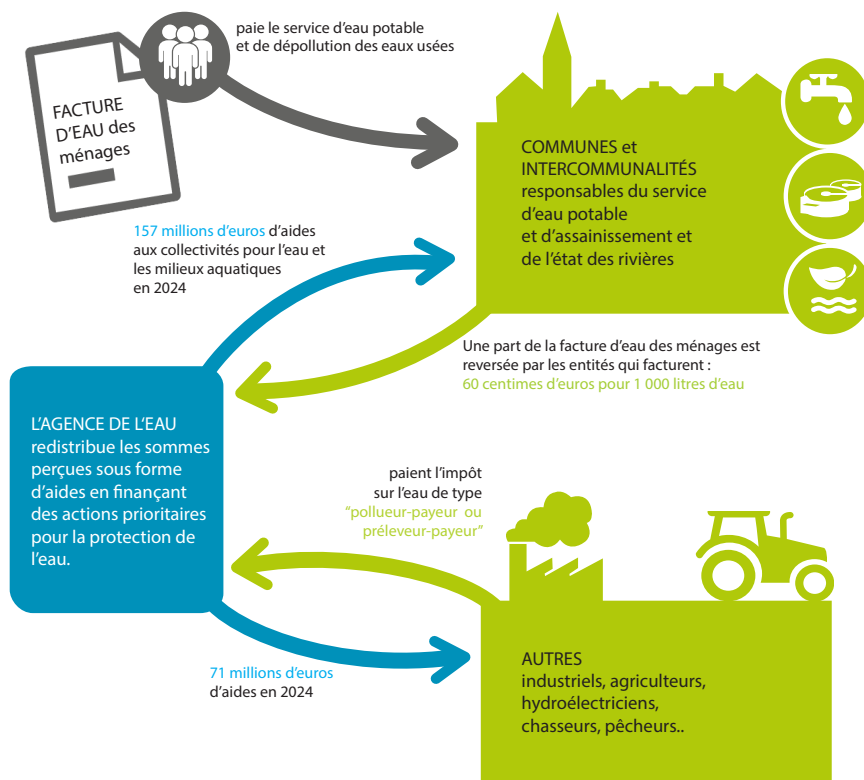 paie le service d'eau potable
et de dépollution des eaux usées
FACTURE
D'EAU des
ménages
COMMUNES et
INTERCOMMUNALITÉS
responsables du service
d'eau potable
et d'assainissement et
de l'état des rivières
157 millions d'euros d'aides
aux collectivités pour l'eau et
les milieux aquatiques
en 2024
Une part de la facture d'eau des ménages est
reversée par les entités qui facturent :
60 centimes d'euros pour 1 000 litres d'eau
L'AGENCE DE L'EAU
redistribue les sommes
perçues sous forme
d'aides en finançant
des actions prioritaires
pour la protection de
l'eau.
paient l'impôt
sur l'eau de type
"pollueur-payeur ou
préleveur-payeur"
71 millions d'euros
d'aides en 2024
AUTRES
industriels, agriculteurs,
hydroélectriciens,
chasseurs, pêcheurs..